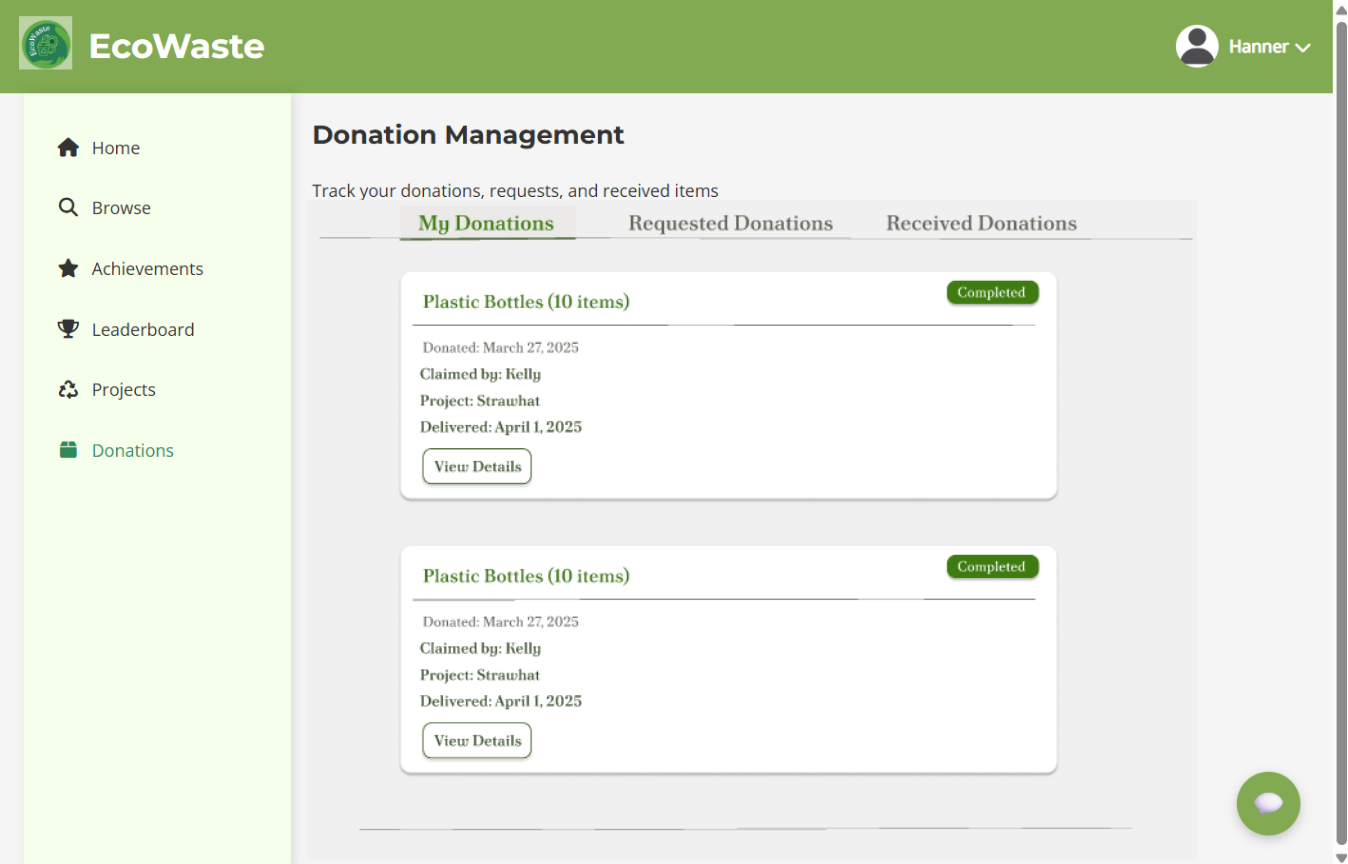 EcoWaste
EcoWaste
Hanner
Home
Browse
Achievements
Leaderboard
Projects
Donations
Donation Management
Track your donations, requests, and received items
My Donations
Requested Donations
Received Donations
Plastic Bottles (10 items)
Completed
Donated: March 27, 2025
Claimed by: Kelly
Project: Strawhat
Delivered: April 1, 2025
View Details
Plastic Bottles (10 items)
Completed
Donated: March 27, 2025
Claimed by: Kelly
Project: Strawhat
Delivered: April 1, 2025
View Details